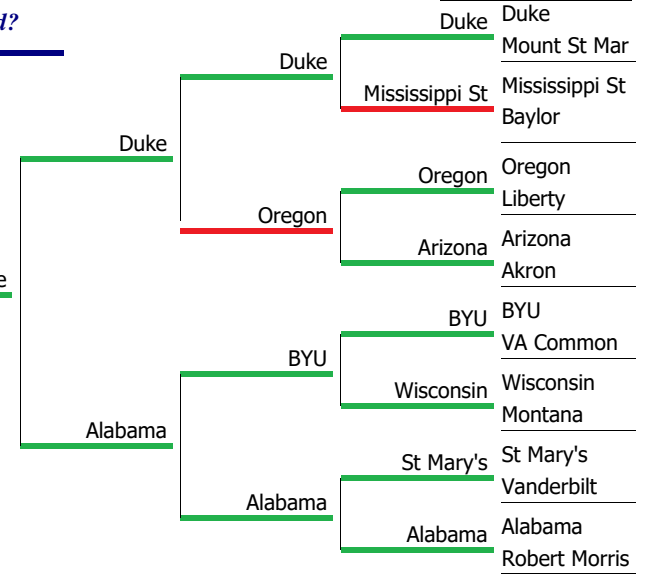 d?
Duke
Duke
Mount St Mar
Duke
Mississippi St
Mississippi St
Baylor
Duke
Oregon
Oregon
Liberty
Oregon
Arizona
Arizona
Akron
e
BYU
BYU
VA Common
BYU
Wisconsin
Wisconsin
Montana
Alabama
St Mary's
St Mary's
Vanderbilt
Alabama
Alabama
Alabama
Robert Morris